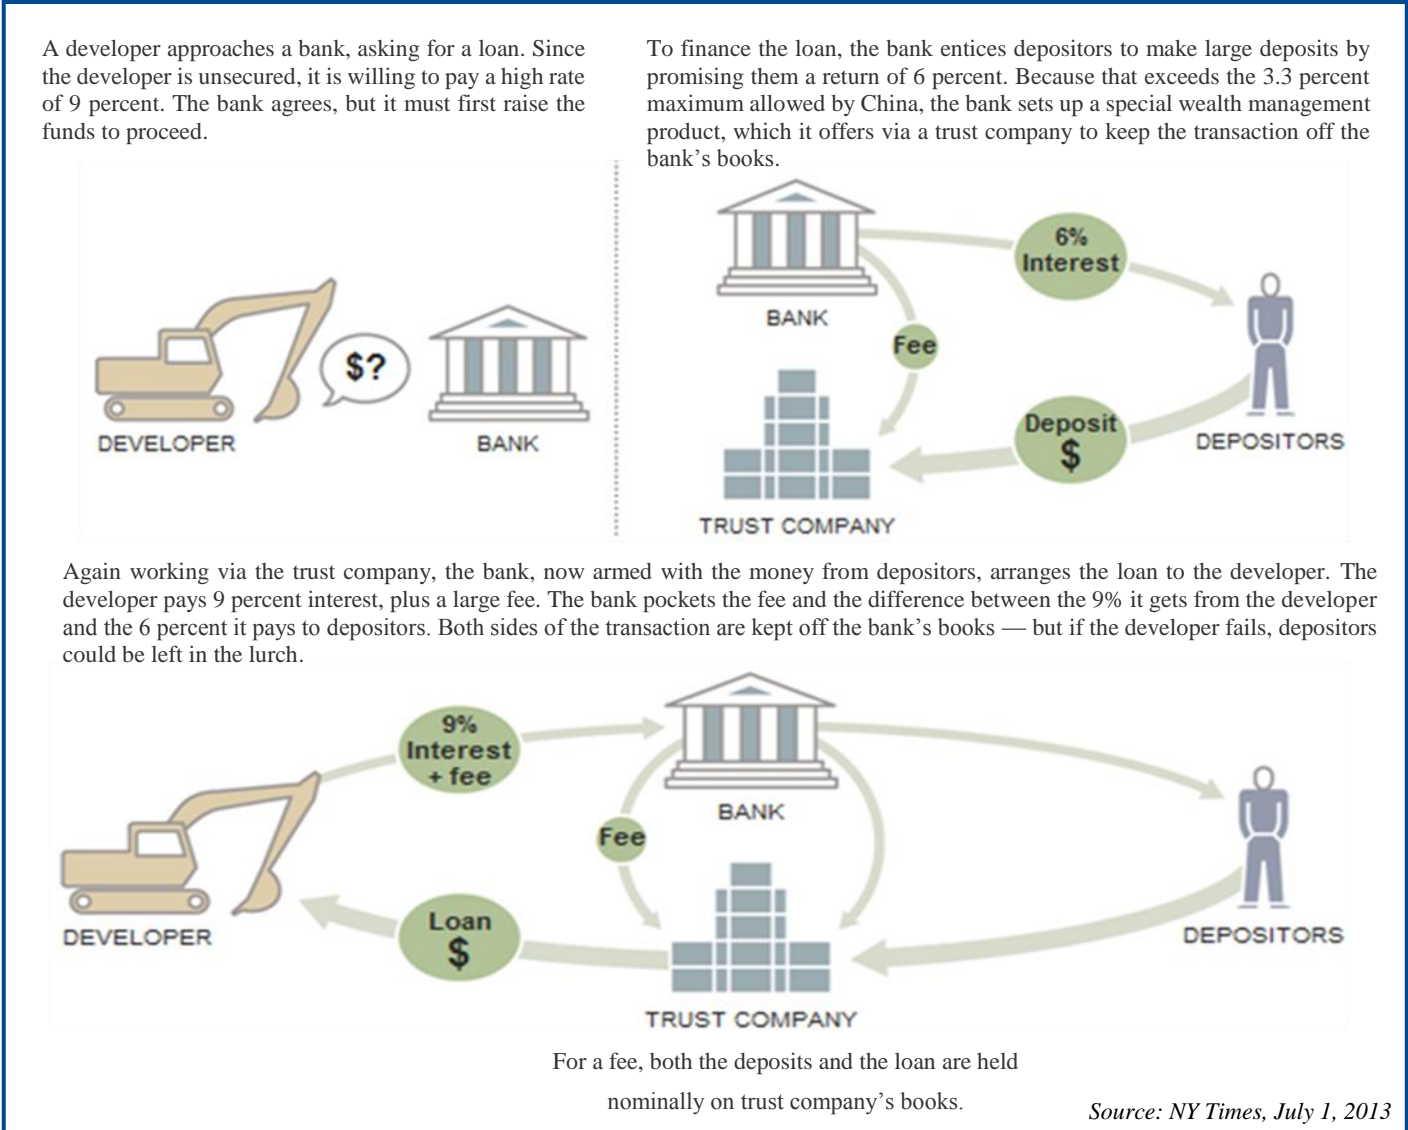 A developer approaches a bank, asking for a loan. Since
the developer is unsecured, it is willing to pay a high rate
of 9 percent. The bank agrees, but it must first raise the
funds to proceed.
To finance the loan, the bank entices depositors to make large deposits by
promising them a return of 6 percent. Because that exceeds the 3.3 percent
maximum allowed by China, the bank sets up a special wealth management
product, which it offers via a trust company to keep the transaction off the
bank’s books.
$?
DEVELOPER
BANK
6%
Interest
BANK
Fee
Deposit
$
DEPOSITORS
TRUST COMPANY
Again working via the trust company, the bank, now armed with the money from depositors, arranges the loan to the developer. The
developer pays 9 percent interest, plus a large fee. The bank pockets the fee and the difference between the 9% it gets from the developer
and the 6 percent it pays to depositors. Both sides of the transaction are kept off the bank’s books — but if the developer fails, depositors
could be left in the lurch.
9%
Interest
+ fee
BANK
Fee
Loan
$
DEVELOPER
DEPOSITORS
TRUST COMPANY
For a fee, both the deposits and the loan are held
nominally on trust company’s books.
Source: NY Times, July 1, 2013